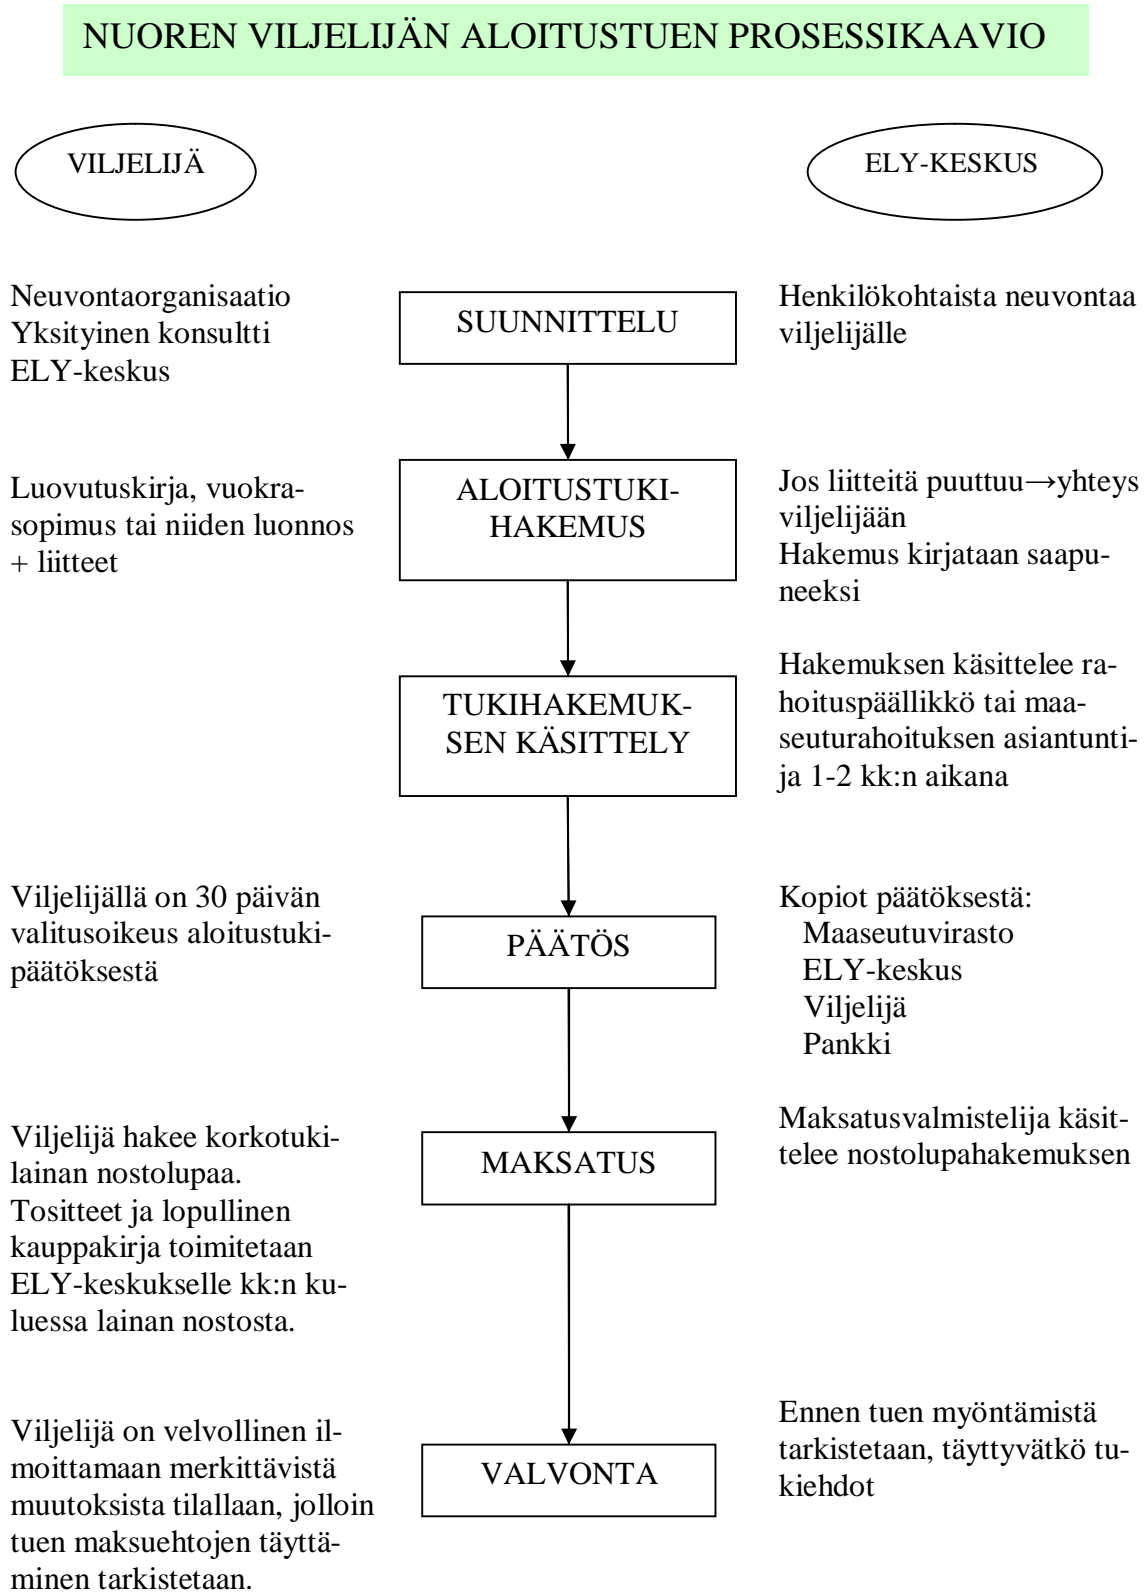 NUOREN VILJELIJÄN ALOITUSTUEN PROSESSIKAAVIO
VILJELIJÄ
ELY-KESKUS
Neuvontaorganisaatio
Yksityinen konsultti
ELY-keskus
SUUNNITTELU
Henkilökohtaista neuvontaa
viljelijälle
Luovutuskirja, vuokra-
sopimus tai niiden luonnos
+ liitteet
ALOITUSTUKI-
HAKEMUS
Jos liitteitä puuttuu→yhteys
viljelijään
Hakemus kirjataan saapu-
neeksi
TUKIHAKEMUK-
SEN KÄSITTELY
Hakemuksen käsittelee ra-
hoituspäällikkö tai maa-
seuturahoituksen asiantunti-
ja 1-2 kk:n aikana
Viljelijällä on 30 päivän
valitusoikeus aloitustuki-
päätöksestä
PÄÄTÖS
Kopiot päätöksestä:
Maaseutuvirasto
ELY-keskus
Viljelijä
Pankki
Viljelijä hakee korkotuki-
lainan nostolupaa.
Tositteet ja lopullinen
kauppakirja toimitetaan
ELY-keskukselle kk:n ku-
luessa lainan nostosta.
MAKSATUS
Maksatusvalmistelija käsit-
telee nostolupahakemuksen
Viljelijä on velvollinen il-
moittamaan merkittävistä
muutoksista tilallaan, jolloin
tuen maksuehtojen täyttä-
minen tarkistetaan.
VALVONTA
Ennen tuen myöntämistä
tarkistetaan, täyttyvätkö tu-
kiehdot